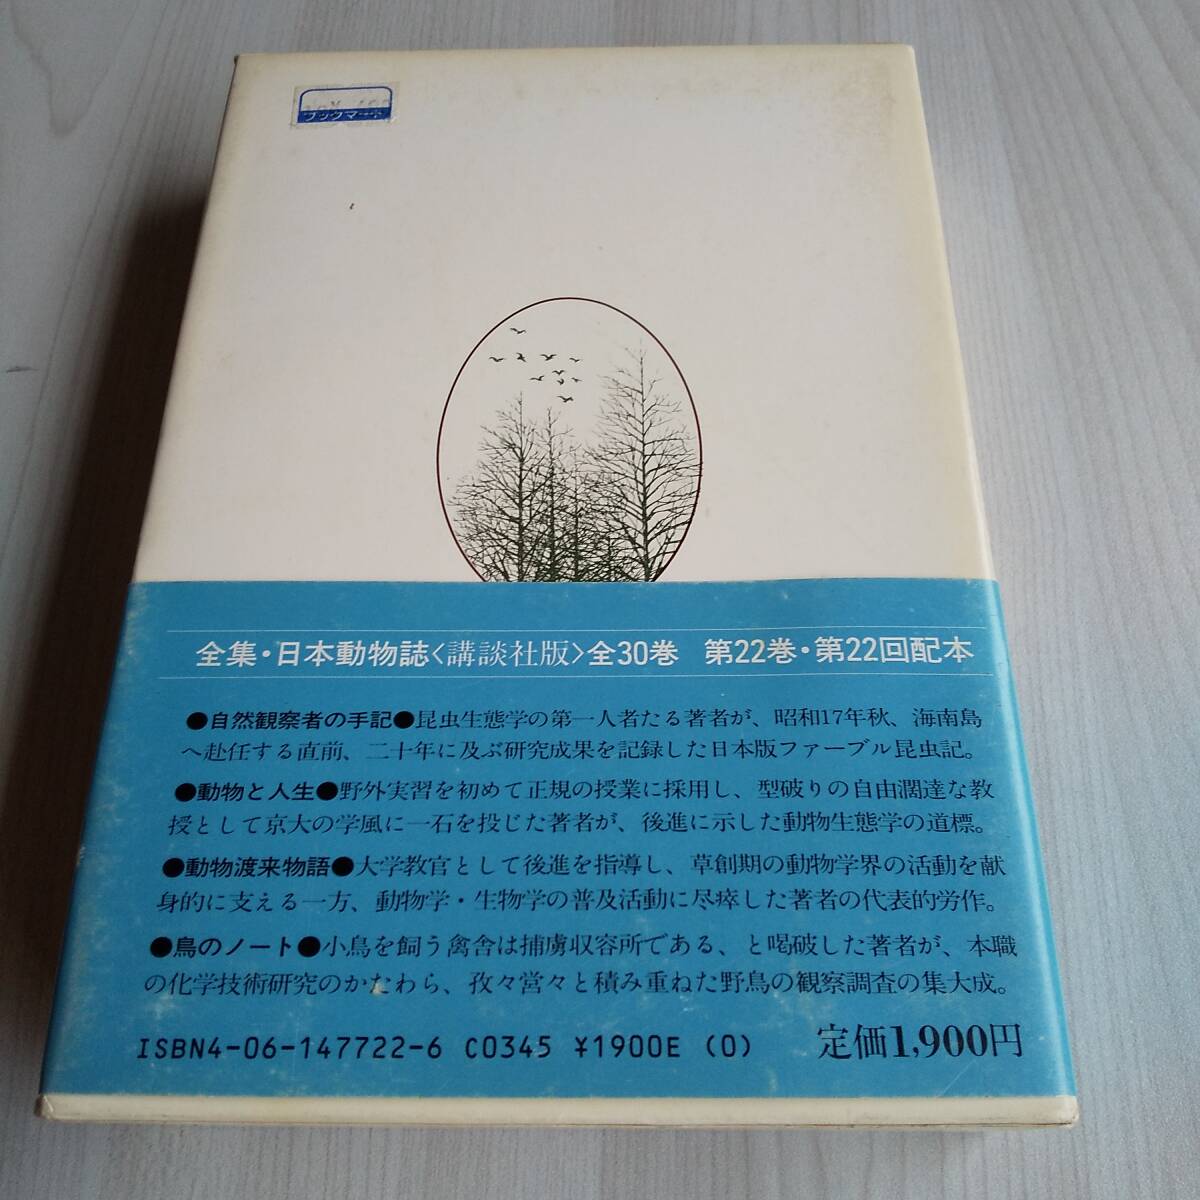 ブックマート
全集・日本動物誌〈講談社版〉全30巻 第22巻・第22回配本
●自然観察者の手記●昆虫生態学の第一人者たる著者が、昭和17年秋、海南島
へ赴任する直前、二十年に及ぶ研究成果を記録した日本版ファーブル昆虫記。
●動物と人生●野外実習を初めて正規の授業に採用し、型破りの自由濶達な教
授として京大の学風に一石を投じた著者が、後進に示した動物生態学の道標。
●動物渡来物語●大学教官として後進を指導し、草創期の動物学界の活動を献
身的に支える一方、動物学・生物学の普及活動に尽瘁した著者の代表的労作。
●鳥のノート●小鳥を飼う禽舎は捕虜収容所である、と喝破した著者が、本職
の化学技術研究のかたわら、孜々営々と積み重ねた野鳥の観察調査の集大成。
ISBN4-06-147722-6 C0345 ¥1900E (0) 定価1,900円